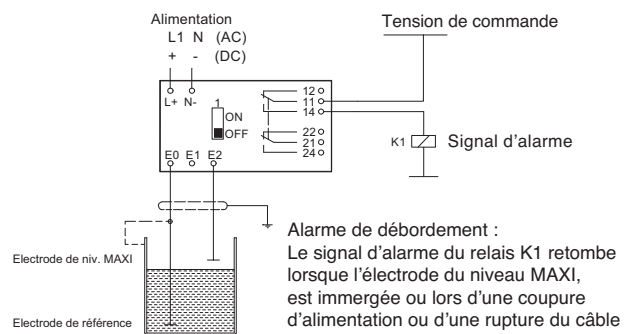 Alimentation
L1 N (AC)
+ - (DC)
Tension de commande
L+ N-
1
ON
OFF
12
11
14
22
21
24
K1
Signal d'alarme
E0 E1 E2
Electrode de niv. MAXI
Electrode de référence
Alarme de débordement :
Le signal d'alarme du relais K1 retombe
lorsque l'électrode du niveau MAXI,
est immergée ou lors d'une coupure
d'alimentation ou d'une rupture du câble